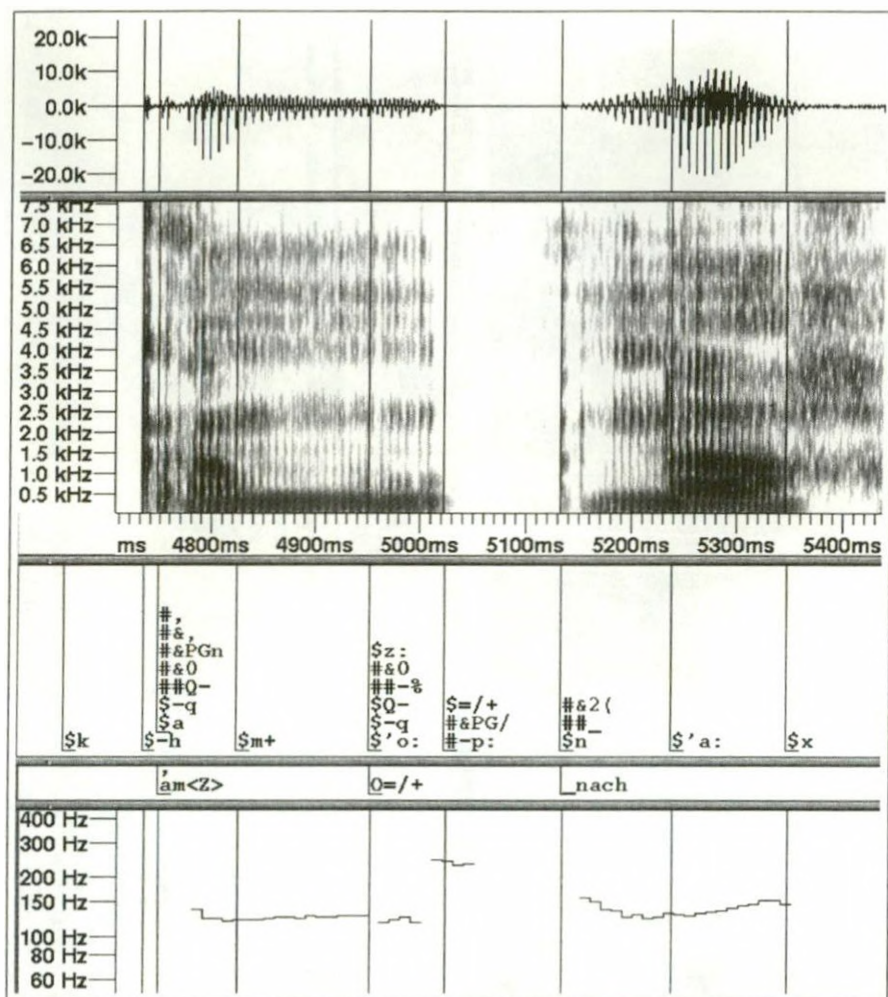 20.0k
10.0k
0.0k
-10.0k
-20.0k
7.5 kHz
7.0 kHz
6.5 kHz
6.0 kHz
5.5 kHz
5.0 kHz
4.5 kHz
4.0 kHz
3.5 kHz
3.0 kHz
2.5 kHz
2.0 kHz
1.5 kHz
1.0 kHz
0.5 kHz
ms 4800ms 4900ms 5000ms 5100ms 5200ms 5300ms 5400ms
#,
#&,
#&PGn $z:
#&0 #&0
##Q- ##-% #&2(
$-q $Q- $=/+ ##_
$a $-q #&PG/
$k $-h $m+ $'o: #-p: $n $'a: $x
,
am<Z> O=/+ _nach
400 Hz
300 Hz
200 Hz
150 Hz
100 Hz
80 Hz
60 Hz